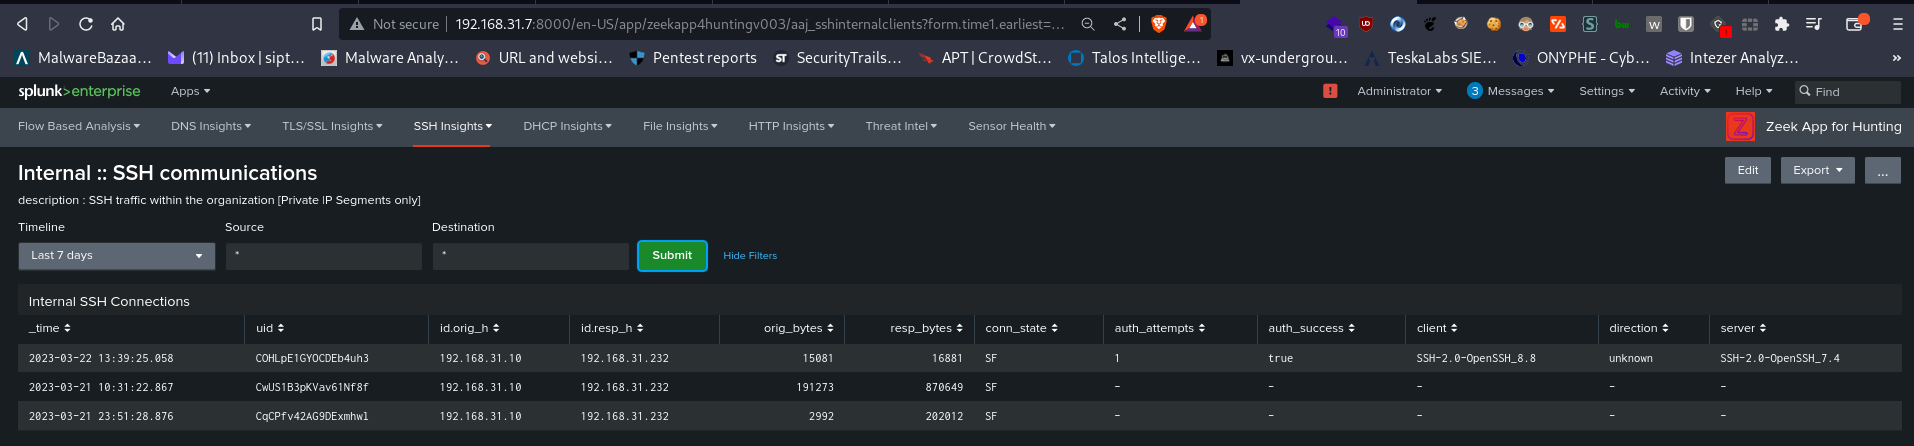 Not secure 192.168.31.7:8000/en-US/app/zeekapp4huntingv003/aaj_sshinternalclients?form.time1.earliest=... 1 10
MalwareBazaa... (11) Inbox | sipt... Malware Analy... URL and websi... Pentest reports SecurityTrails... APT | CrowdSt... Talos Intellige... vx-undergrou... TeskaLabs SIE... ONYPHE - Cyb... Intezer Analyz... »
splunk>enterprise Apps Administrator 3 Messages Settings Activity Help Find
Flow Based Analysis DNS Insights TLS/SSL Insights SSH Insights DHCP Insights File Insights HTTP Insights Threat Intel Sensor Health Zeek App for Hunting
Internal :: SSH communications Edit Export ...
description : SSH traffic within the organization [Private IP Segments only]
Timeline Source Destination
Last 7 days * * Submit Hide Filters
Internal SSH Connections
_time uid id.orig_h id.resp_h orig_bytes resp_bytes conn_state auth_attempts auth_success client direction server
2023-03-22 13:39:25.058 COHLpE1GYOCDEb4uh3 192.168.31.10 192.168.31.232 15081 16881 SF 1 true SSH-2.0-OpenSSH_8.8 unknown SSH-2.0-OpenSSH_7.4
2023-03-21 10:31:22.867 CwUS1B3pKVav61Nf8f 192.168.31.10 192.168.31.232 191273 870649 SF - - - - -
2023-03-21 23:51:28.876 CqCPfv42AG9DExmhwl 192.168.31.10 192.168.31.232 2992 202012 SF - - - - -